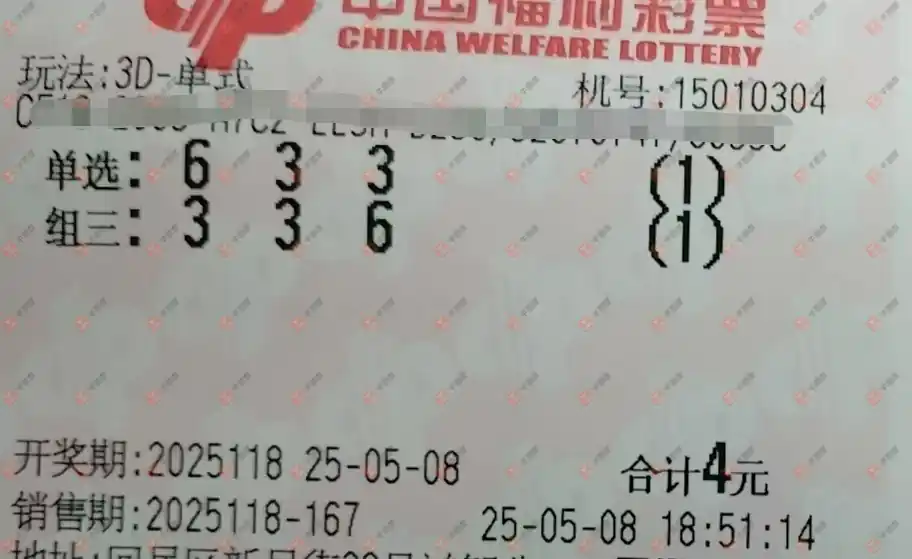 中国福利彩票
CHINA WELFARE LOTTERY
玩法:3D-单式
机号:15010304
单选: 6 3 3 (1)
组三: 3 3 6 (1)
开奖期:2025118 25-05-08 合计4元
销售期:2025118-167 25-05-08 18:51:14